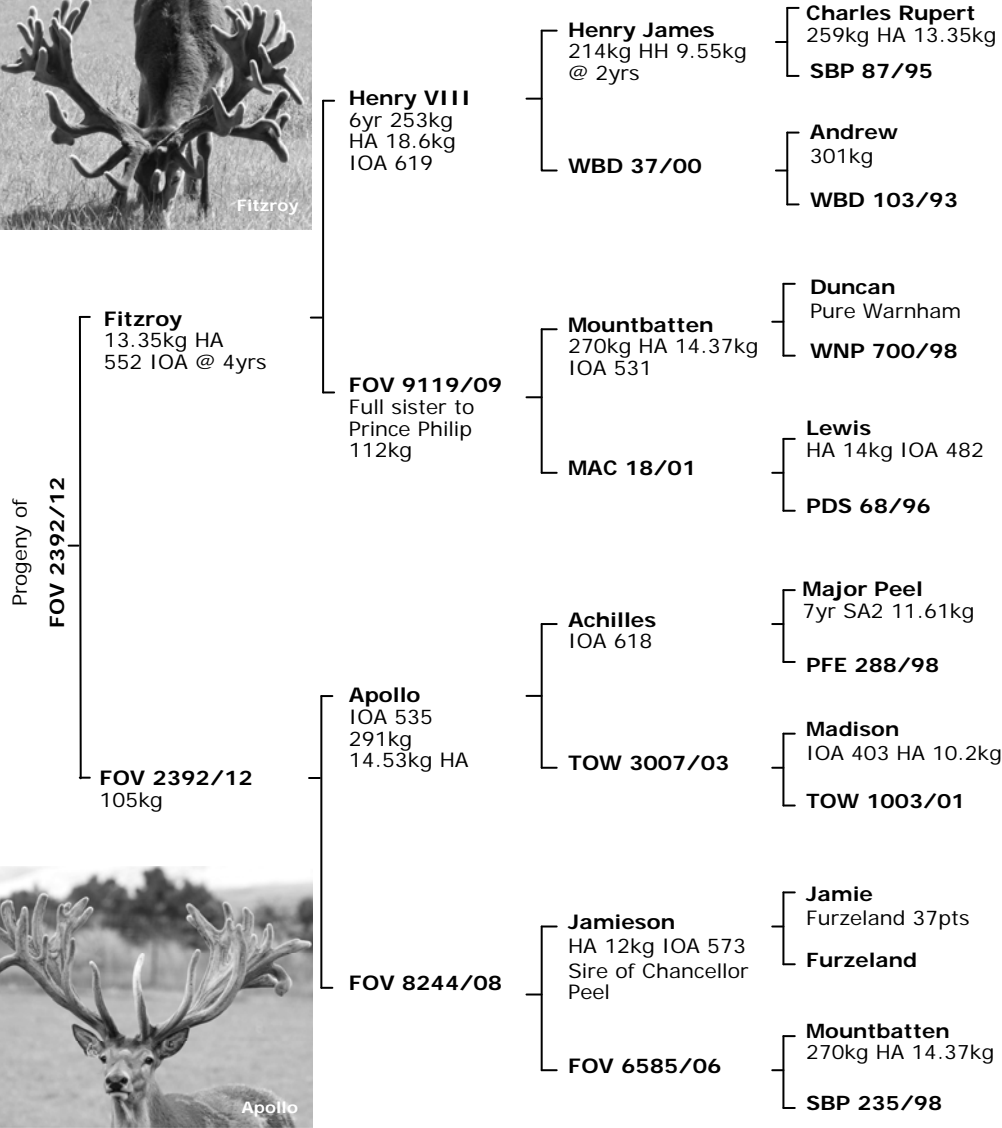 Fitzroy
Progeny of
FOV 2392/12
Fitzroy
13.35kg HA
552 IOA @ 4yrs
FOV 2392/12
105kg
Henry VIII
6yr 253kg
HA 18.6kg
IOA 619
FOV 9119/09
Full sister to
Prince Philip
112kg
Apollo
IOA 535
291kg
14.53kg HA
FOV 8244/08
Henry James
214kg HH 9.55kg
@ 2yrs
WBD 37/00
Mountbatten
270kg HA 14.37kg
IOA 531
MAC 18/01
Achilles
IOA 618
TOW 3007/03
Jamieson
HA 12kg IOA 573
Sire of Chancellor
Peel
FOV 6585/06
Charles Rupert
259kg HA 13.35kg
SBP 87/95
Andrew
301kg
WBD 103/93
Duncan
Pure Warnham
WNP 700/98
Lewis
HA 14kg IOA 482
PDS 68/96
Major Peel
7yr SA2 11.61kg
PFE 288/98
Madison
IOA 403 HA 10.2kg
TOW 1003/01
Jamie
Furzeland 37pts
Furzeland
Mountbatten
270kg HA 14.37kg
SBP 235/98
Apollo